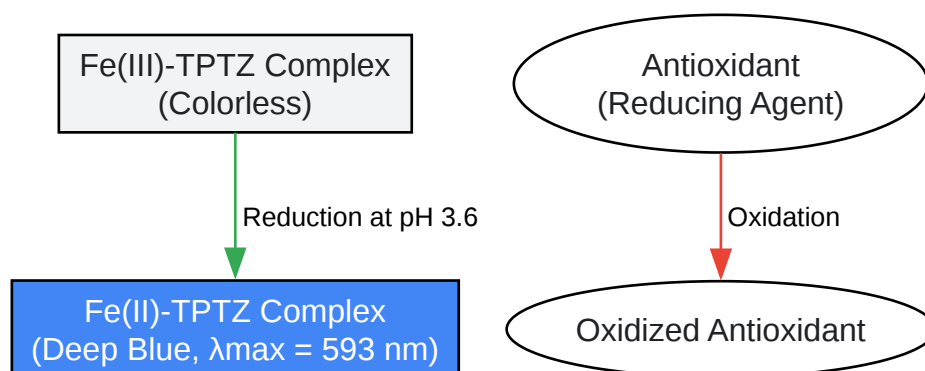 Fe(III)-TPTZ Complex
(Colorless)
Antioxidant
(Reducing Agent)
Reduction at pH 3.6
Oxidation
Fe(II)-TPTZ Complex
(Deep Blue, λmax = 593 nm)
Oxidized Antioxidant